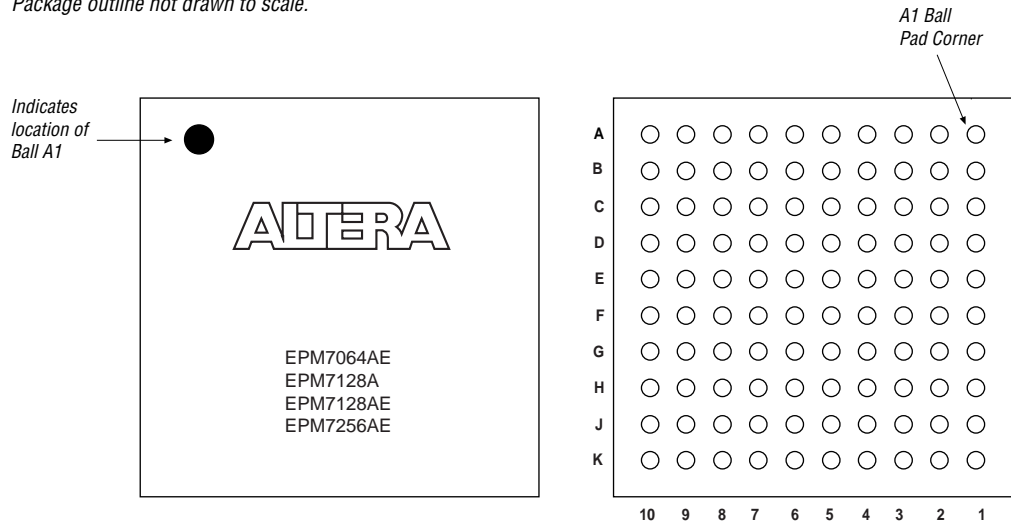 Package outline not drawn to scale.
A1 Ball
Pad Corner
Indicates
location of
Ball A1
ALTERA
EPM7064AE
EPM7128A
EPM7128AE
EPM7256AE
A
B
C
D
E
F
G
H
J
K
10 9 8 7 6 5 4 3 2 1